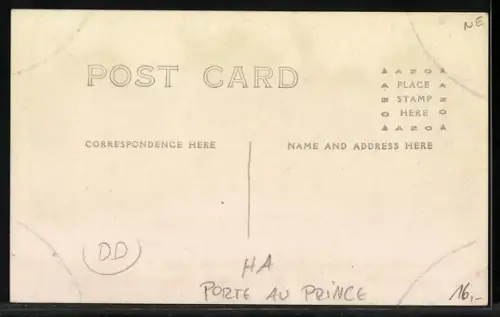 NE
POST CARD
▲ A Z O ▲
▲ PLACE ▲
N STAMP N
O HERE O
▲ A Z O ▲
CORRESPONDENCE HERE
NAME AND ADDRESS HERE
DD
HA
PORTE AU PRINCE
16,-